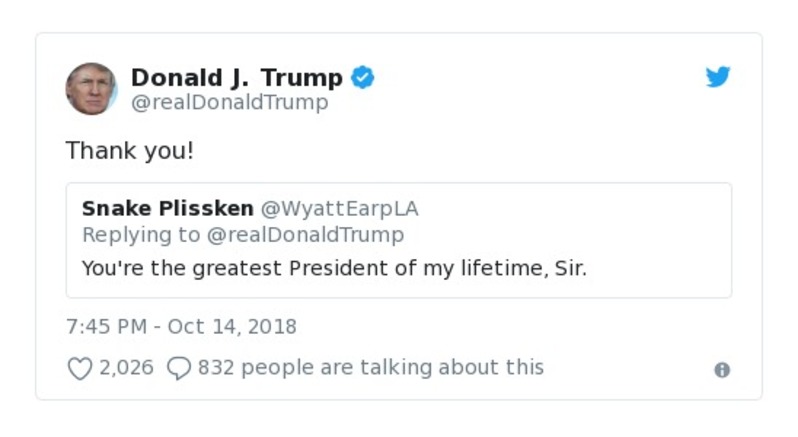 Donald J. Trump
@realDonaldTrump
Thank you!
Snake Plissken @WyattEarpLA
Replying to @realDonaldTrump
You're the greatest President of my lifetime, Sir.
7:45 PM - Oct 14, 2018
2,026 832 people are talking about this